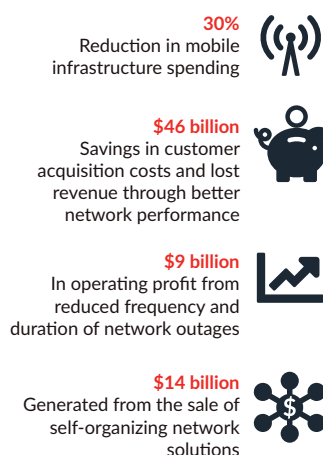 30%
Reduction in mobile
infrastructure spending
$46 billion
Savings in customer
acquisition costs and lost
revenue through better
network performance
$9 billion
In operating profit from
reduced frequency and
duration of network outages
$14 billion
Generated from the sale of
self-organizing network
solutions
$